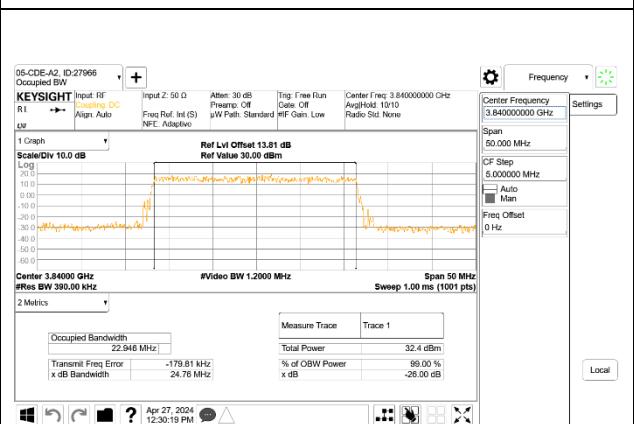 05-CDE-A2, ID:27966
Occupied BW
Frequency
KEYSIGHT
Input: RF
Coupling: DC
Align: Auto
Input Z: 50 Ω
Freq Ref: Int (S)
NFE: Adaptive
Atten: 30 dB
Preamp: Off
µW Path: Standard
Trig: Free Run
Gate: Off
#IF Gain: Low
Center Freq: 3.840000000 GHz
Avg|Hold: 10/10
Radio Std: None
RL
Center Frequency
3.840000000 GHz
Settings
Span
50.000 MHz
CF Step
5.000000 MHz
Auto
Man
Freq Offset
0 Hz
Local
1 Graph
Scale/Div 10.0 dB
Ref Lvl Offset 13.81 dB
Ref Value 30.00 dBm
Log
20.0
10.0
0.00
-10.0
-20.0
-30.0
-40.0
-50.0
-60.0
Center 3.84000 GHz
#Video BW 1.2000 MHz
Span 50 MHz
#Res BW 390.00 kHz
Sweep 1.00 ms (1001 pts)
2 Metrics
Occupied Bandwidth
22.946 MHz
Transmit Freq Error -179.81 kHz
x dB Bandwidth 24.76 MHz
Measure Trace Trace 1
Total Power 32.4 dBm
% of OBW Power 99.00 %
x dB -26.00 dB
Apr 27, 2024
12:30:19 PM